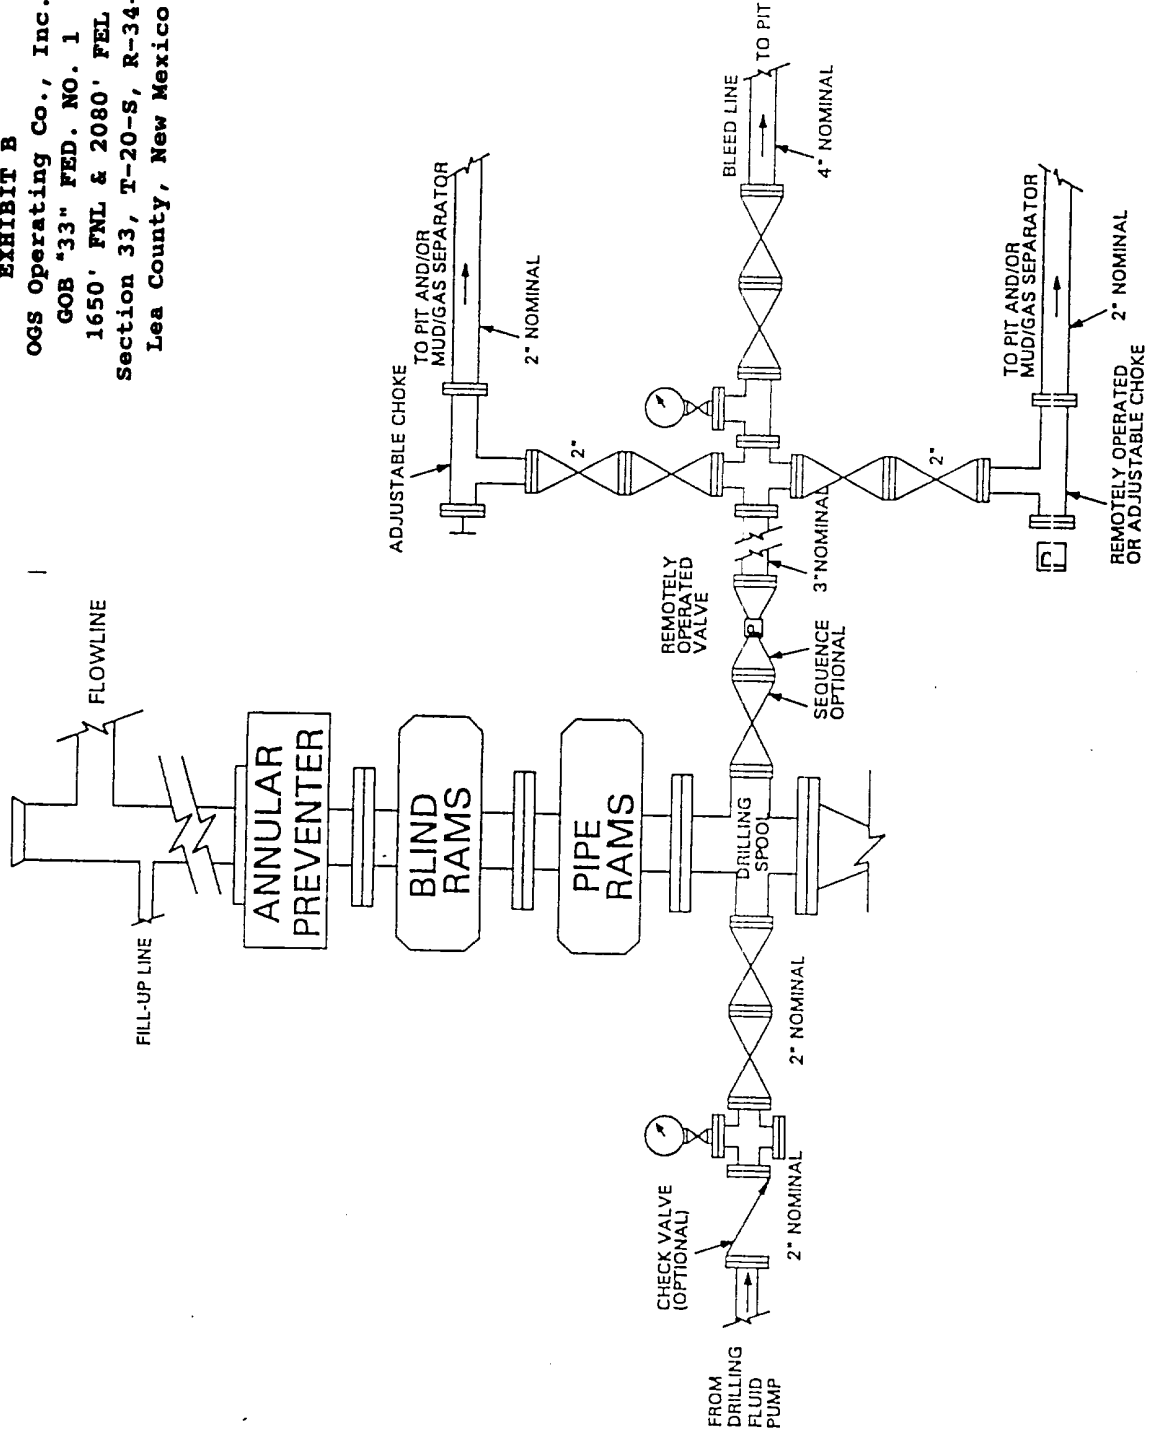 EXHIBIT B
OGS Operating Co., Inc.
GOB "33" FED. NO. 1
1650' FNL & 2080' FEL
Section 33, T-20-S, R-34-
Lea County, New Mexico
FLOWLINE
FILL-UP LINE
ANNULAR
PREVENTER
BLIND
RAMS
PIPE
RAMS
DRILLING
SPOOL
ADJUSTABLE CHOKE
TO PIT AND/OR
MUD/GAS SEPARATOR
2" NOMINAL
2"
BLEED LINE
TO PIT
4" NOMINAL
REMOTELY
OPERATED
VALVE
P
3"NOMINAL
SEQUENCE
OPTIONAL
2"
TO PIT AND/OR
MUD/GAS SEPARATOR
2" NOMINAL
REMOTELY OPERATED
OR ADJUSTABLE CHOKE
2" NOMINAL
CHECK VALVE
(OPTIONAL)
2" NOMINAL
FROM
DRILLING
FLUID
PUMP